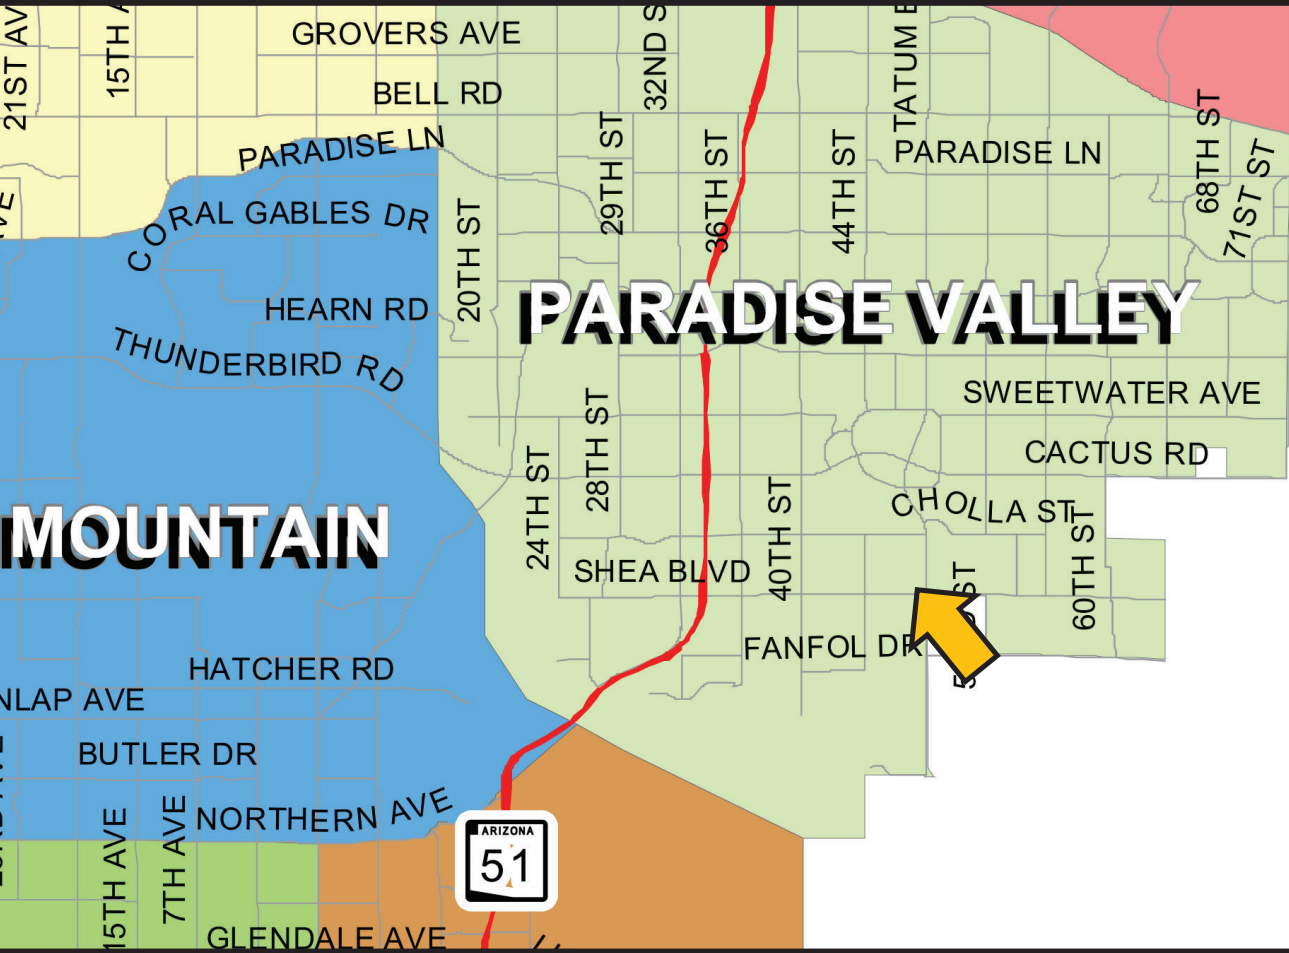 21ST AV
15TH A
GROVERS AVE
32ND S
TATUM B
BELL RD
PARADISE LN
PARADISE LN
29TH ST
36TH ST
44TH ST
68TH ST
71ST ST
CORAL GABLES DR
20TH ST
HEARN RD
PARADISE VALLEY
THUNDERBIRD RD
SWEETWATER AVE
28TH ST
24TH ST
CACTUS RD
40TH ST
CHOLLA ST
60TH ST
MOUNTAIN
SHEA BLVD
FANFOL DR
HATCHER RD
NLAP AVE
BUTLER DR
NORTHERN AVE
15TH AVE
7TH AVE
ARIZONA
51
GLENDALE AVE